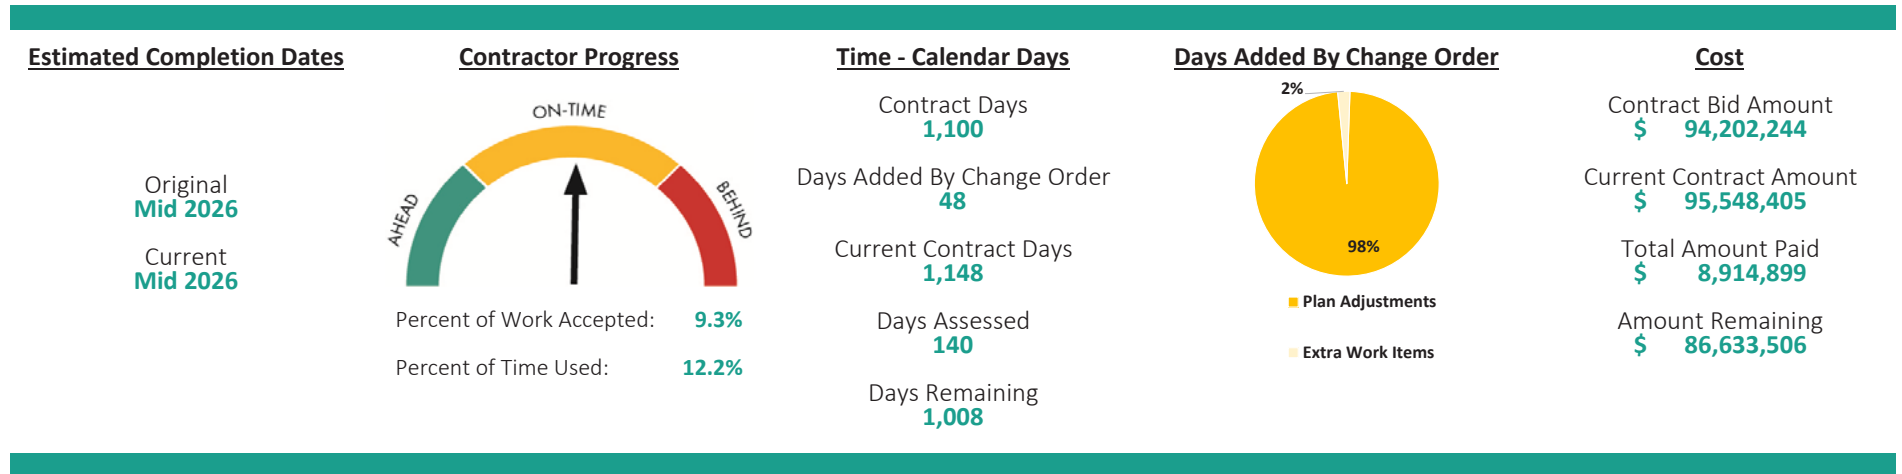 Estimated Completion Dates
Original
Mid 2026
Current
Mid 2026
Contractor Progress
AHEAD
ON-TIME
BEHIND
Percent of Work Accepted: 9.3%
Percent of Time Used: 12.2%
Time - Calendar Days
Contract Days
1,100
Days Added By Change Order
48
Current Contract Days
1,148
Days Assessed
140
Days Remaining
1,008
Days Added By Change Order
2%
98%
Plan Adjustments
Extra Work Items
Cost
Contract Bid Amount
$ 94,202,244
Current Contract Amount
$ 95,548,405
Total Amount Paid
$ 8,914,899
Amount Remaining
$ 86,633,506